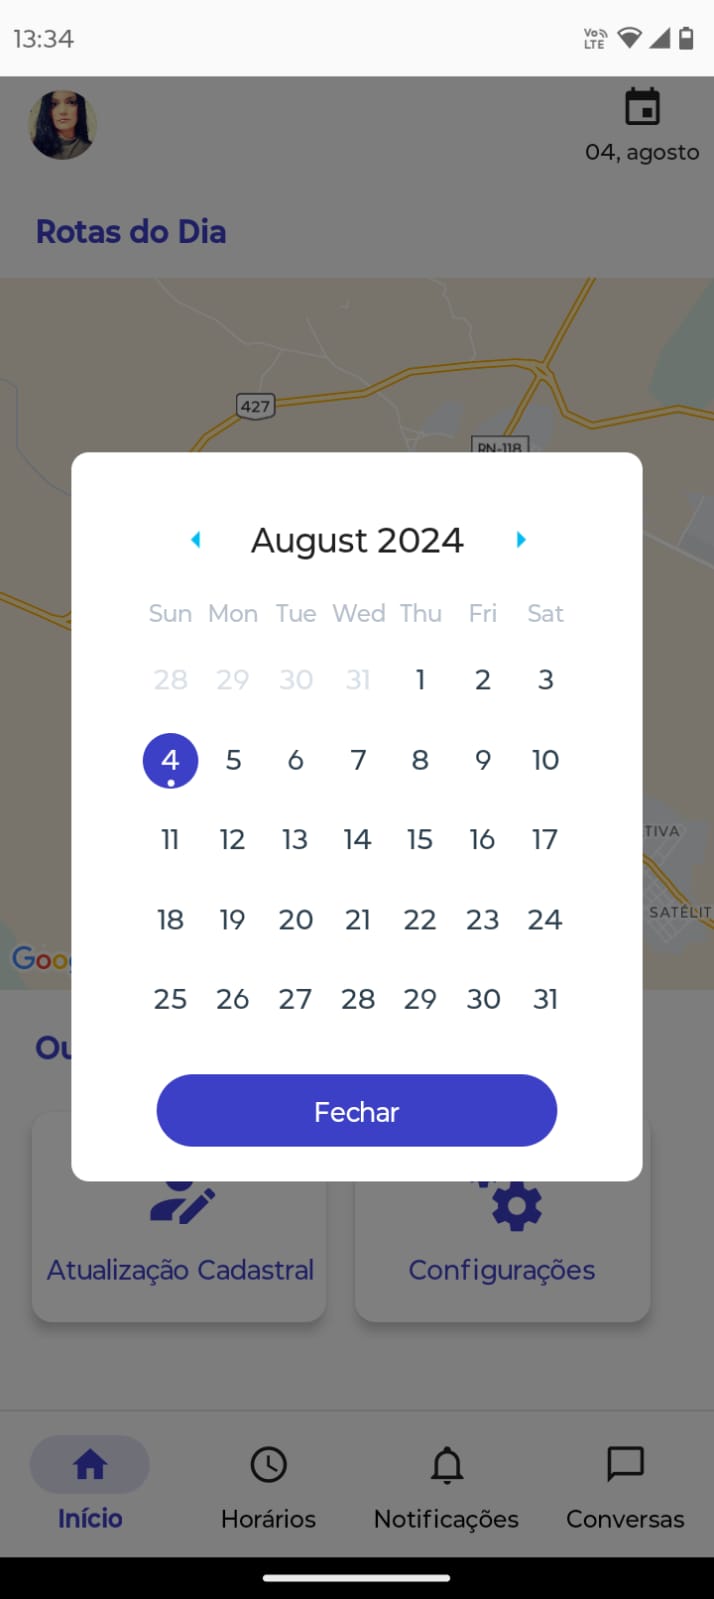 13:34
Vo LTE
04, agosto
Rotas do Dia
427
RN-118
August 2024
Sun Mon Tue Wed Thu Fri Sat
28 29 30 31 1 2 3
4 5 6 7 8 9 10
11 12 13 14 15 16 17
TIVA
18 19 20 21 22 23 24
SATÉLIT
Goog
25 26 27 28 29 30 31
Ou
Fechar
Atualização Cadastral Configurações
Início Horários Notificações Conversas